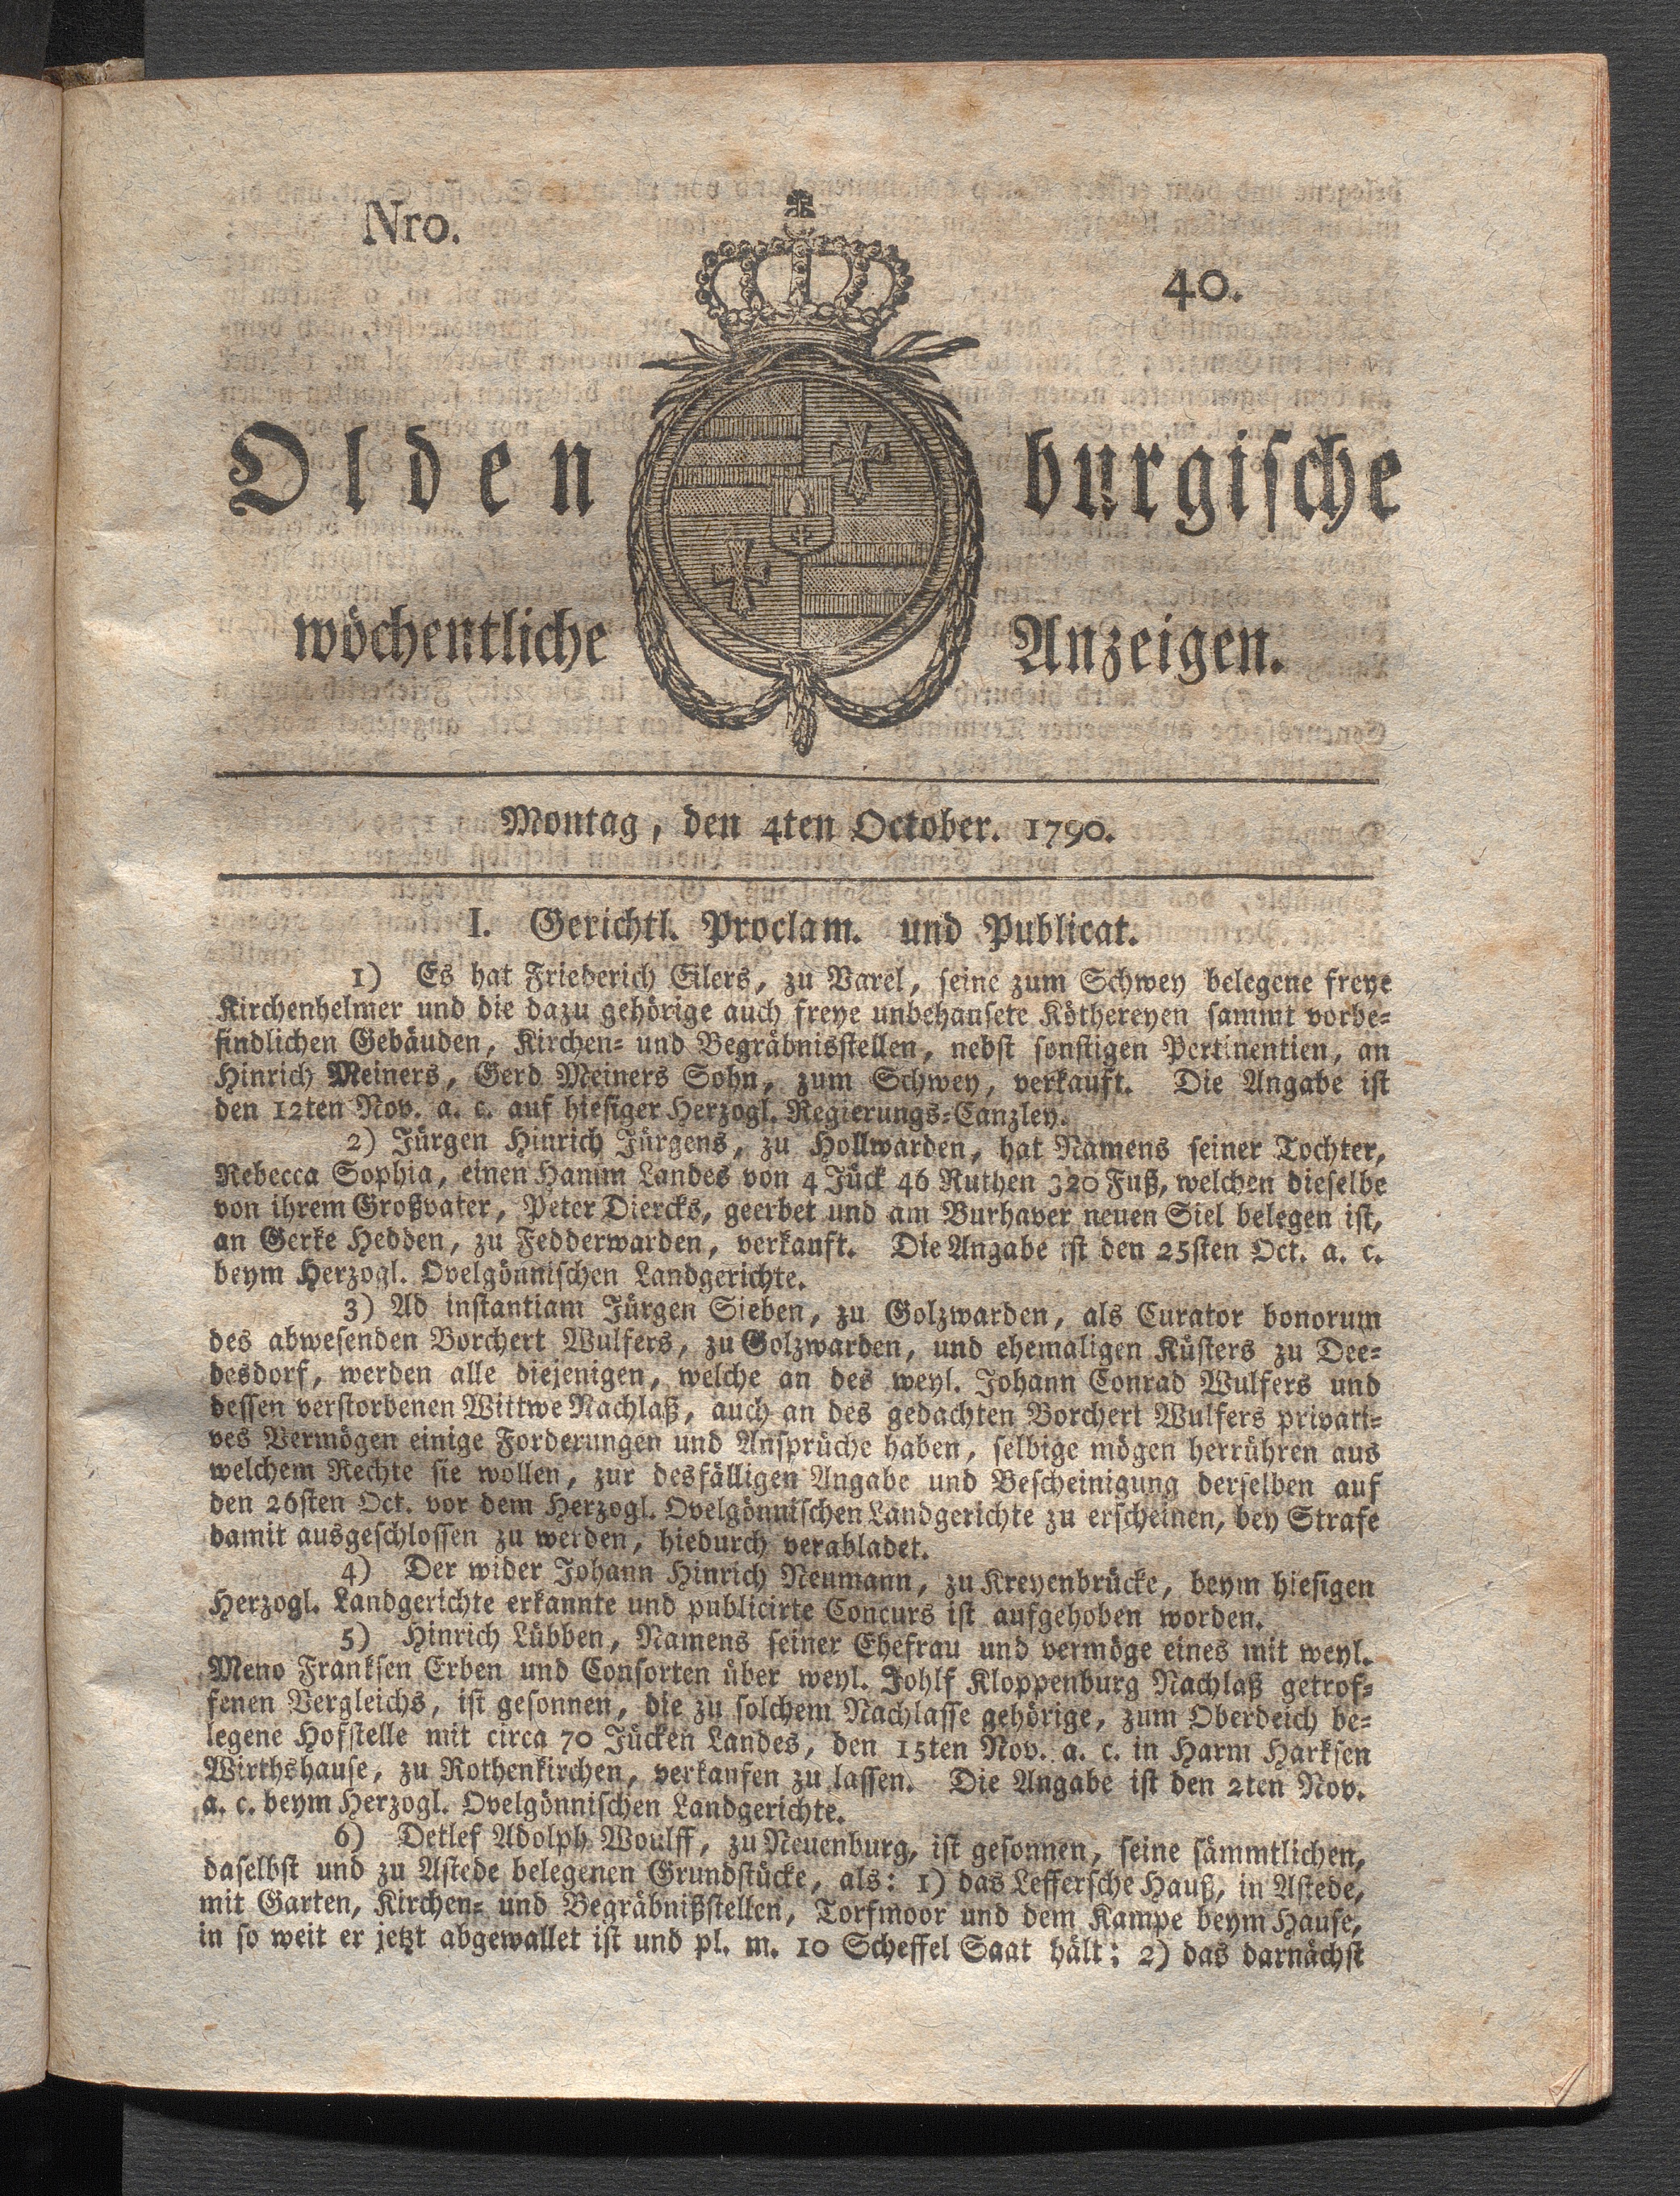 Nro. 40.
Olden burgische
wöchentliche Anzeigen.
Montag, den 4ten October. 1790.
I. Gerichtl. Proclam. und Publicat.
1) Es hat Friederich Eilers, zu Varel, seine zum Schwey belegene freye
Kirchenhelmer und die dazu gehörige auch freye unbehausete Köthereyen sammt vorbe-
findlichen Gebäuden, Kirchen- und Begräbnisstellen, nebst sonstigen Pertinentien, an
Hinrich Meiners, Gerd Meiners Sohn, zum Schwey, verkauft. Die Angabe ist
den 12ten Nov. a. c. auf hiesiger Herzogl. Regierungs-Canzley.
2) Jürgen Hinrich Jürgens, zu Hollwarden, hat Namens seiner Tochter,
Rebecca Sophia, einen Hamm Landes von 4 Jück 46 Ruthen 320 Fuß, welchen dieselbe
von ihrem Großvater, Peter Diercks, geerbet und am Burhaver neuen Siel belegen ist,
an Gerke Hedden, zu Fedderwarden, verkauft. Die Angabe ist den 25sten Oct. a. c.
beym Herzogl. Ovelgönnischen Landgerichte.
3) Ad instantiam Jürgen Sieben, zu Golzwarden, als Curator bonorum
des abwesenden Borchert Wulfers, zu Golzwarden, und ehemaligen Küsters zu Dee-
desdorf, werden alle diejenigen, welche an des weyl. Johann Conrad Wulfers und
dessen verstorbenen Wittwe Nachlaß, auch an des gedachten Borchert Wulfers privati-
ves Vermögen einige Forderungen und Ansprüche haben, selbige mögen herrühren aus
welchem Rechte sie wollen, zur desfälligen Angabe und Bescheinigung derselben auf
den 26sten Oct. vor dem Herzogl. Ovelgönnischen Landgerichte zu erscheinen, bey Strafe
damit ausgeschlossen zu werden, hiedurch verabladet.
4) Der wider Johann Hinrich Neumann, zu Kreyenbrücke, beym hiesigen
Herzogl. Landgerichte erkannte und publicirte Concurs ist aufgehoben worden.
5) Hinrich Lübben, Namens seiner Ehefrau und vermöge eines mit weyl.
Meno Franksen Erben und Consorten über weyl. Johlf Kloppenburg Nachlaß getrof-
fenen Vergleichs, ist gesonnen, die zu solchem Nachlasse gehörige, zum Oberdeich be-
legene Hofstelle mit circa 70 Jücken Landes, den 15ten Nov. a. c. in Harm Harksen
Wirthshause, zu Rothenkirchen, verkaufen zu lassen. Die Angabe ist den 2ten Nov.
a. c. beym Herzogl. Ovelgönnischen Landgerichte.
6) Detlef Adolph Woulff, zu Neuenburg, ist gesonnen, seine sämmtlichen,
daselbst und zu Astede belegenen Grundstücke, als: 1) das Leffersche Hauß, in Astede,
mit Garten, Kirchen- und Begräbnißstellen, Torfmoor und dem Kampe beym Hause,
in so weit er jetzt abgewallet ist und pl. m. 10 Scheffel Saat hält; 2) das darnächst